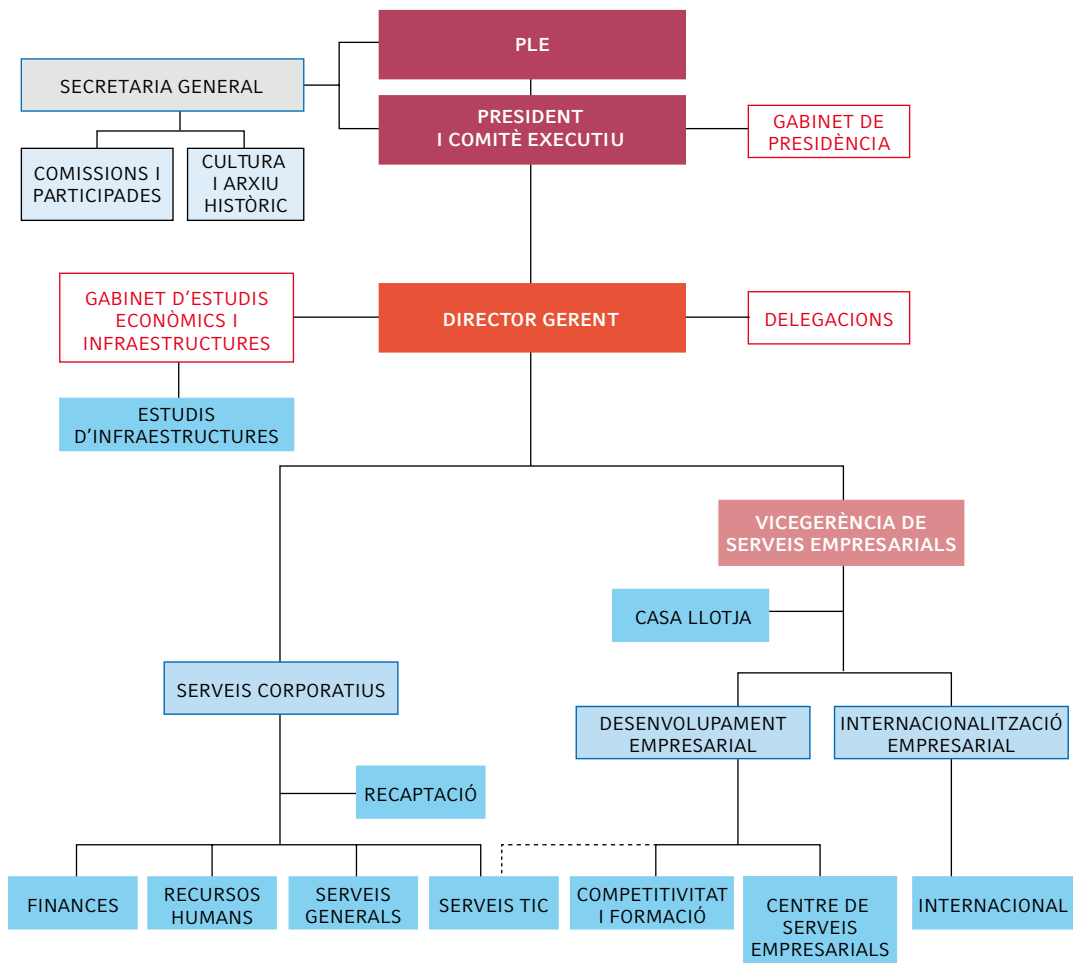 PLE
SECRETARIA GENERAL
PRESIDENT
I COMITÈ EXECUTIU
GABINET DE
PRESIDÈNCIA
COMISSIONS I
PARTICIPADES
CULTURA
I ARXIU
HISTÒRIC
GABINET D’ESTUDIS
ECONÒMICS I
INFRAESTRUCTURES
DIRECTOR GERENT
DELEGACIONS
ESTUDIS
D’INFRAESTRUCTURES
VICEGERÈNCIA DE
SERVEIS EMPRESARIALS
CASA LLOTJA
SERVEIS CORPORATIUS
DESENVOLUPAMENT
EMPRESARIAL
INTERNACIONALITZACIÓ
EMPRESARIAL
RECAPTACIÓ
FINANCES
RECURSOS
HUMANS
SERVEIS
GENERALS
SERVEIS TIC
COMPETITIVITAT
I FORMACIÓ
CENTRE DE
SERVEIS
EMPRESARIALS
INTERNACIONAL